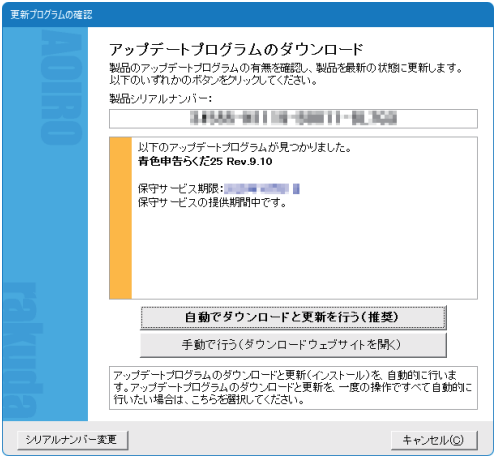 更新プログラムの確認
AOIRO
rakuda
アップデートプログラムのダウンロード
製品のアップデートプログラムの有無を確認し、製品を最新の状態に更新します。
以下のいずれかのボタンをクリックしてください。
製品シリアルナンバー：
以下のアップデートプログラムが見つかりました。
青色申告らくだ25 Rev.9.10
保守サービス期限：
保守サービスの提供期間中です。
自動でダウンロードと更新を行う（推奨）
手動で行う（ダウンロードウェブサイトを開く）
アップデートプログラムのダウンロードと更新（インストール）を、自動的に行いま
す。アップデートプログラムのダウンロードと更新を、一度の操作ですべて自動的に
行いたい場合は、こちらを選択してください。
シリアルナンバー変更
キャンセル(C)